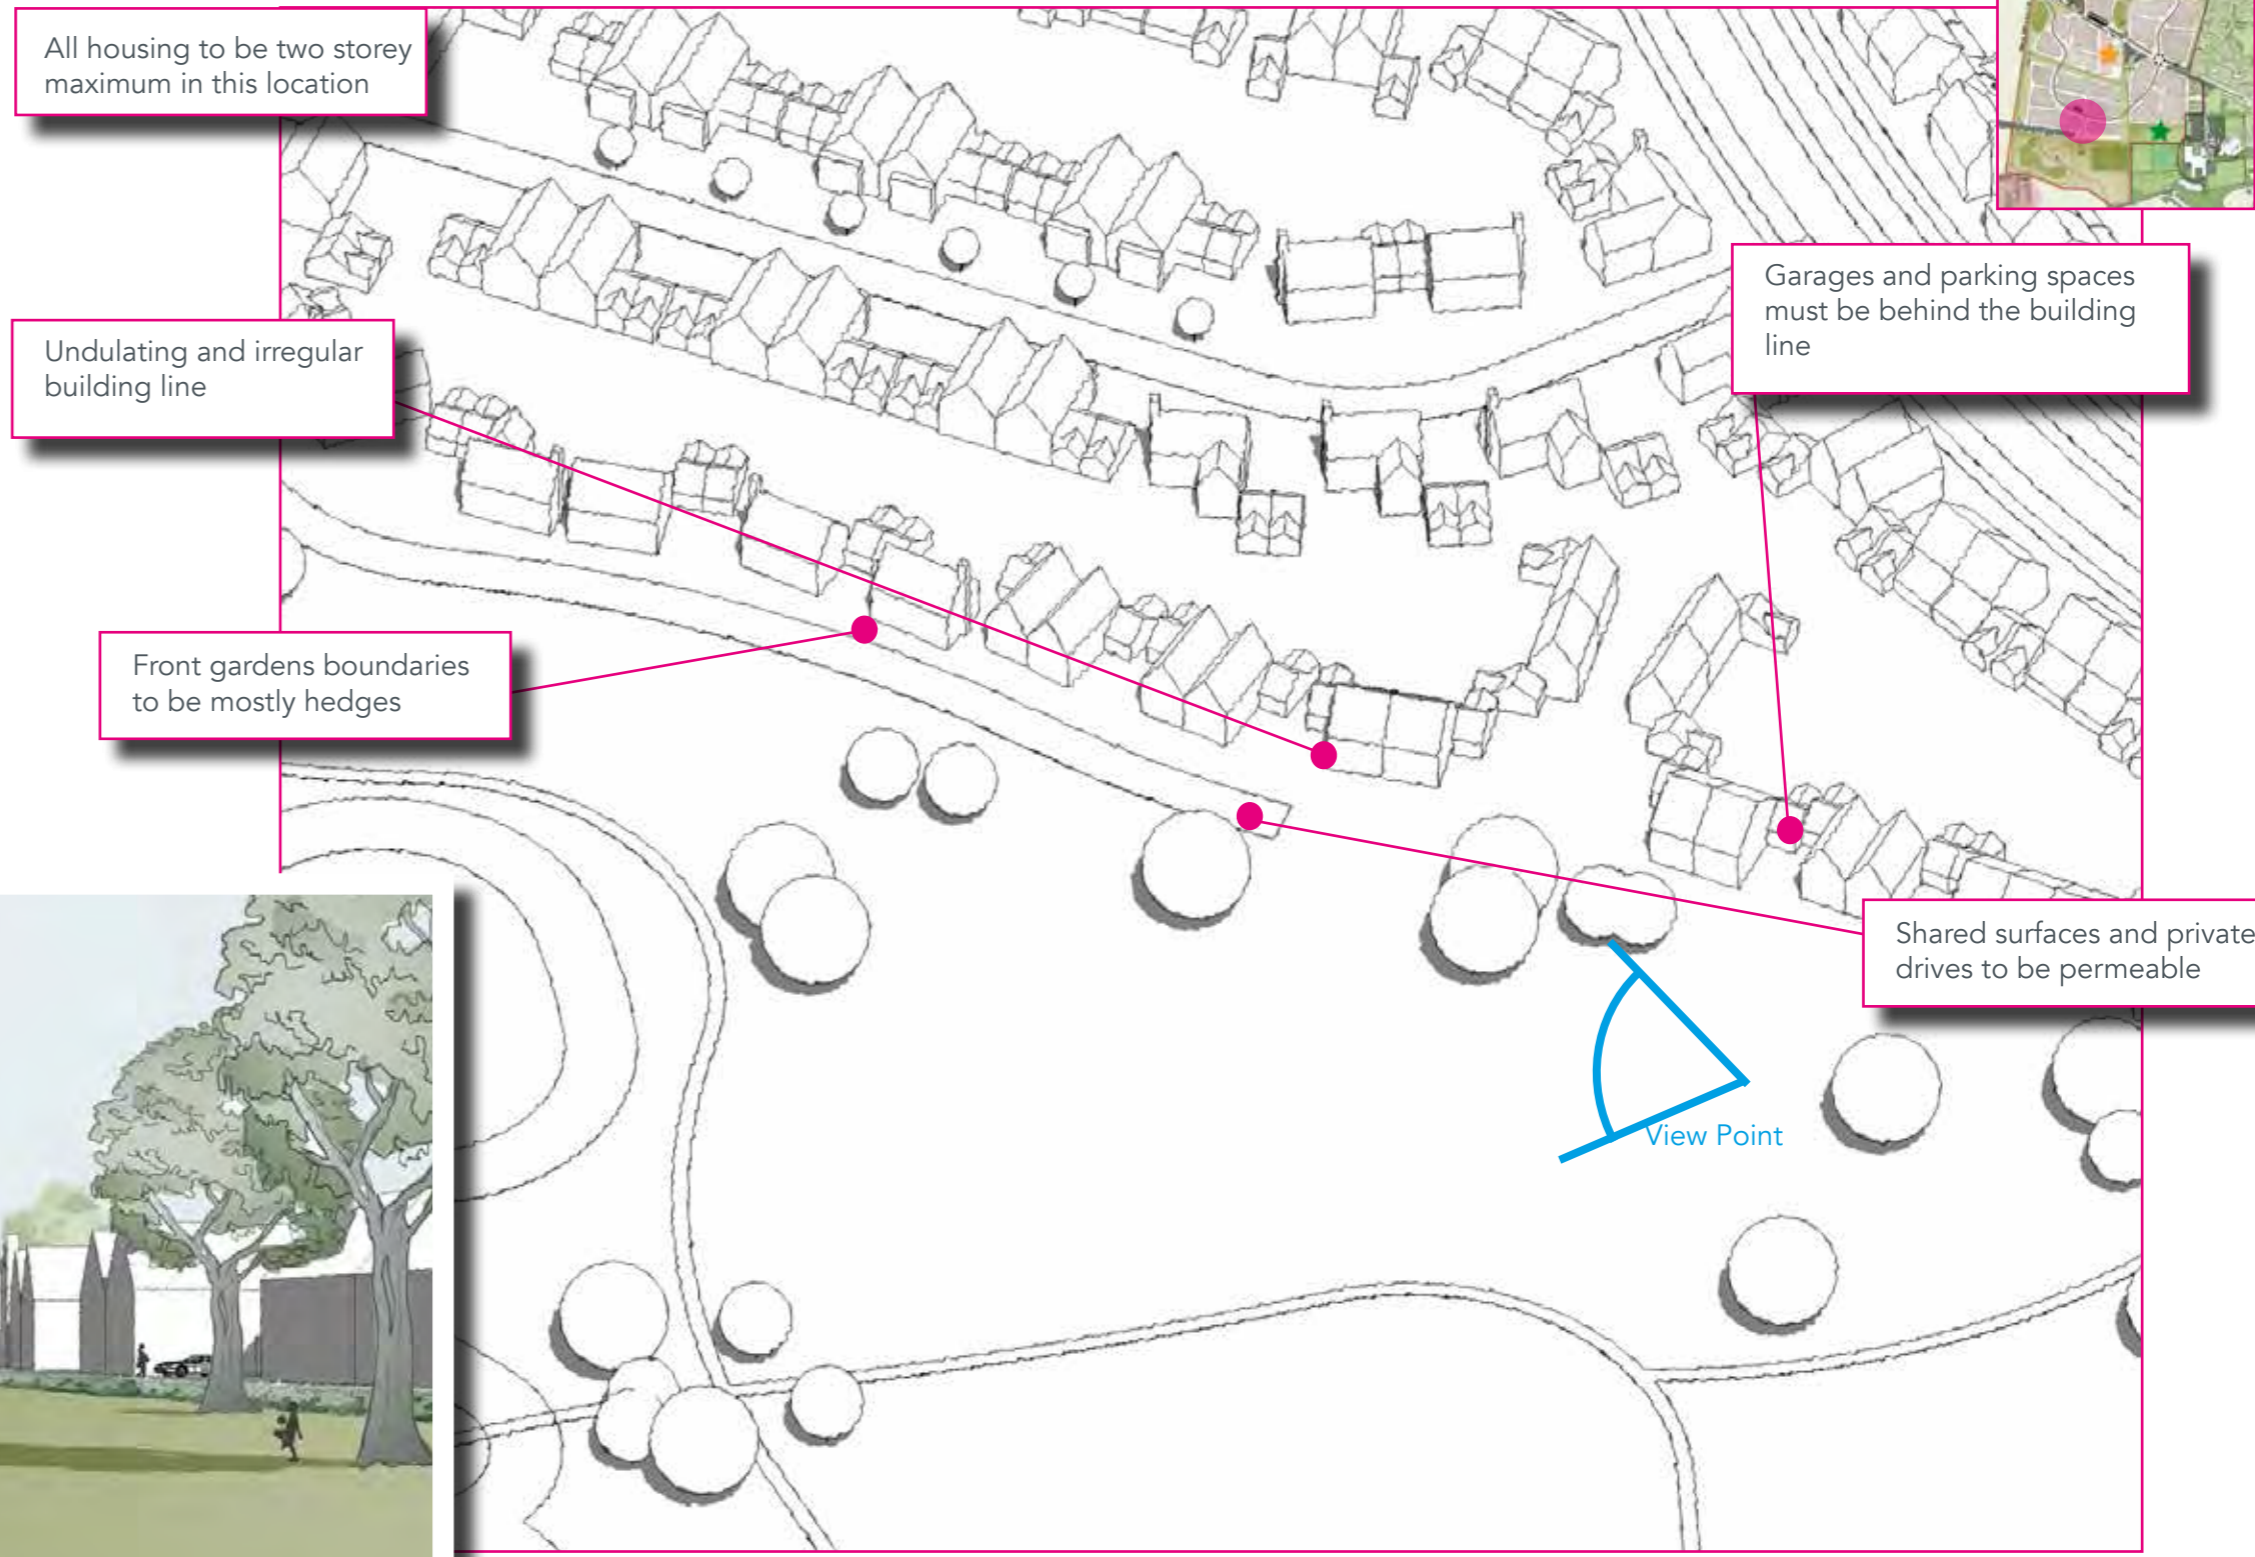 All housing to be two storey
maximum in this location
Undulating and irregular
building line
Front gardens boundaries
to be mostly hedges
Garages and parking spaces
must be behind the building
line
Shared surfaces and private
drives to be permeable
View Point